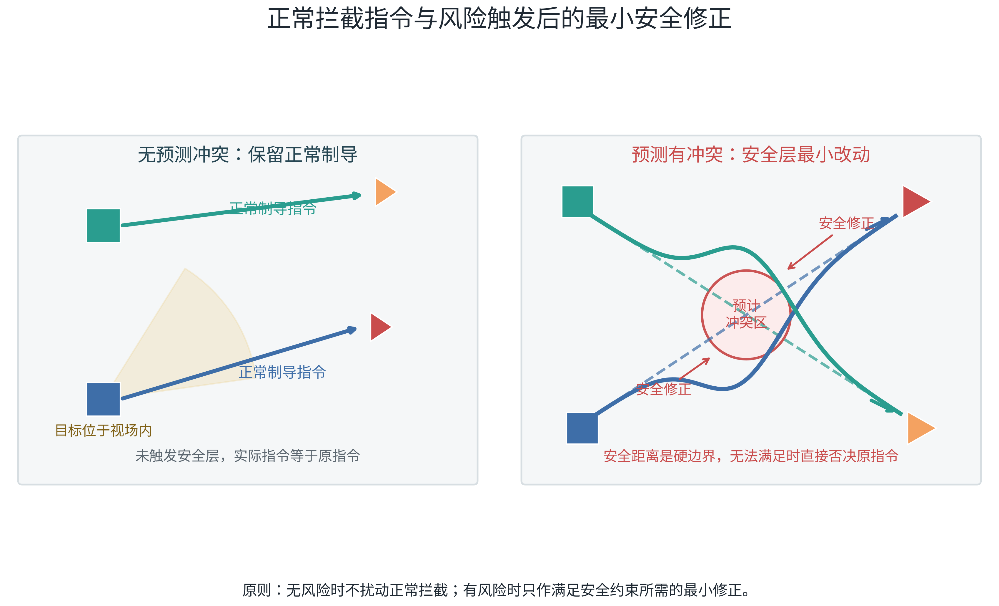 正常拦截指令与风险触发后的最小安全修正
无预测冲突：保留正常制导
正常制导指令
正常制导指令
目标位于视场内
未触发安全层，实际指令等于原指令
预测有冲突：安全层最小改动
安全修正
预计
冲突区
安全修正
安全距离是硬边界，无法满足时直接否决原指令
原则：无风险时不扰动正常拦截；有风险时只作满足安全约束所需的最小修正。